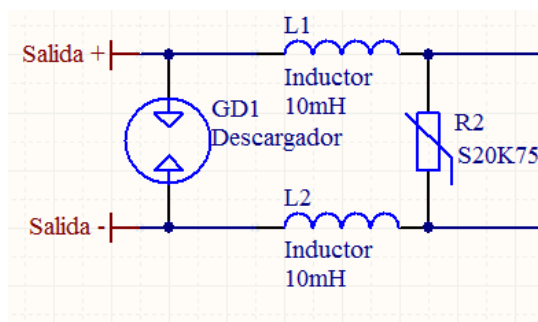 L1
Salida +
Inductor
10mH
GD1
Descargador
R2
S20K75
L2
Salida -
Inductor
10mH